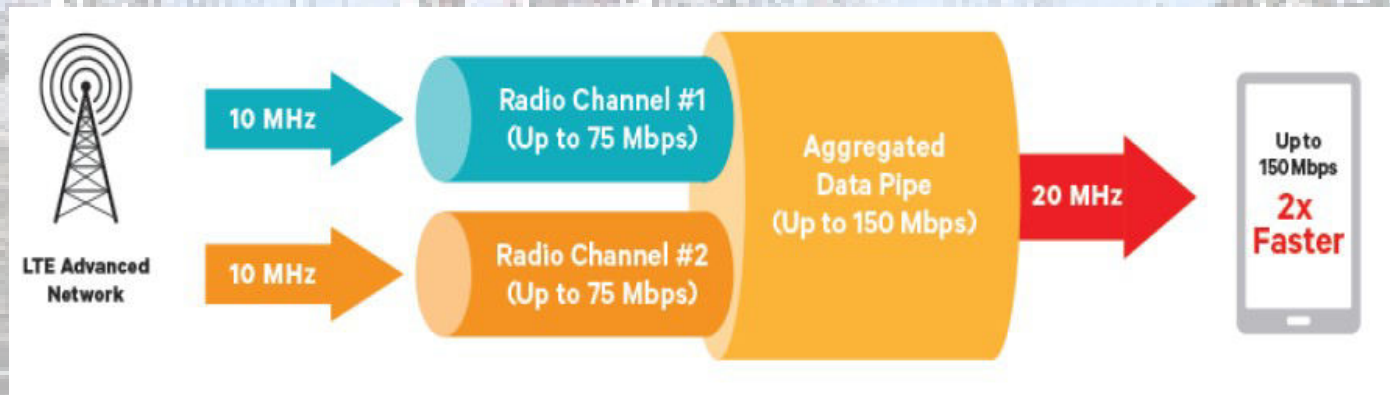 LTE Advanced
Network
10 MHz
10 MHz
Radio Channel #1
(Up to 75 Mbps)
Radio Channel #2
(Up to 75 Mbps)
Aggregated
Data Pipe
(Up to 150 Mbps)
20 MHz
Up to
150 Mbps
2x
Faster